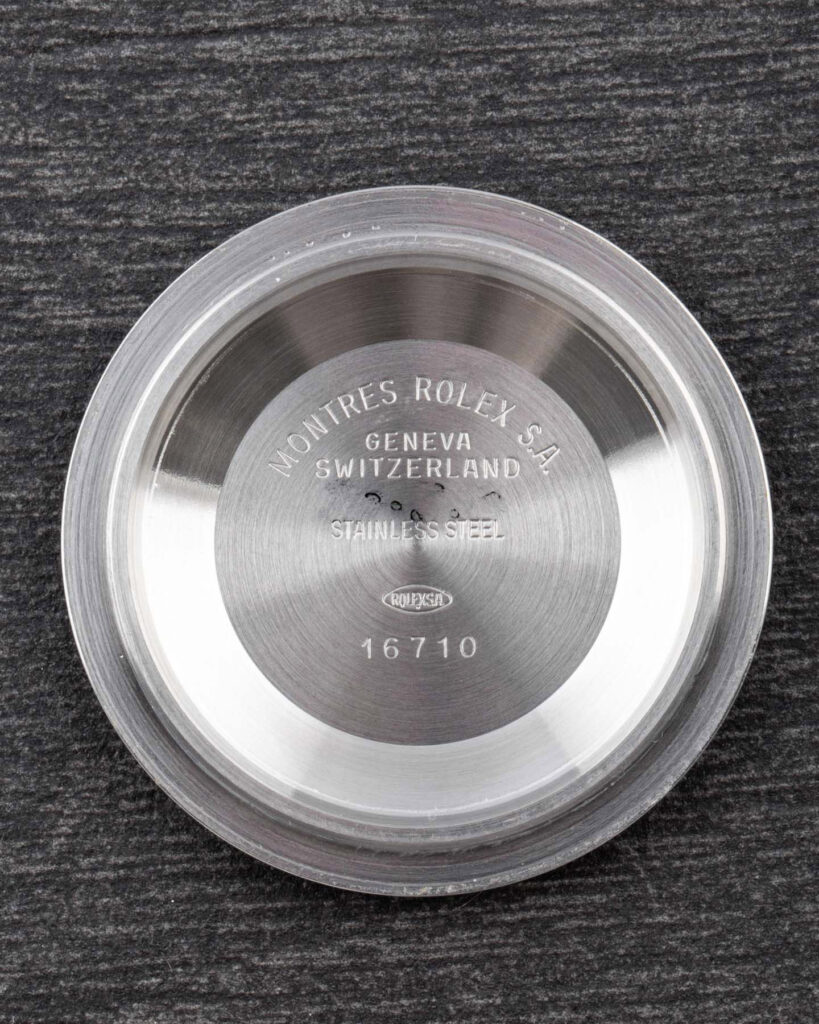 MONTRES ROLEX S.A.
GENEVA
SWITZERLAND
STAINLESS STEEL
ROLEXSA
16710